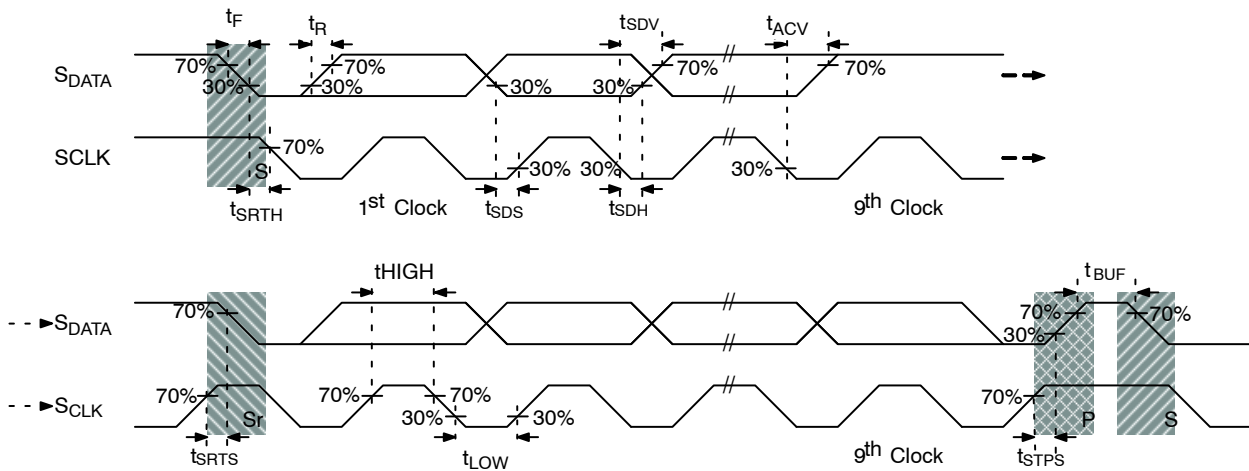 tF tR tSDV tACV
SDATA 70% 30% 70% 30% 30% 30% 70% 70%
SCLK S 70% 30% 30% 30%
tSRTH 1st Clock tSDS tSDH 9th Clock
tHIGH tBUF
SDATA 70% 70% 30% 70%
SCLK 70% Sr 70% 70% 30% 30% 70% P S
tSRTS tLOW 9th Clock tSTPS